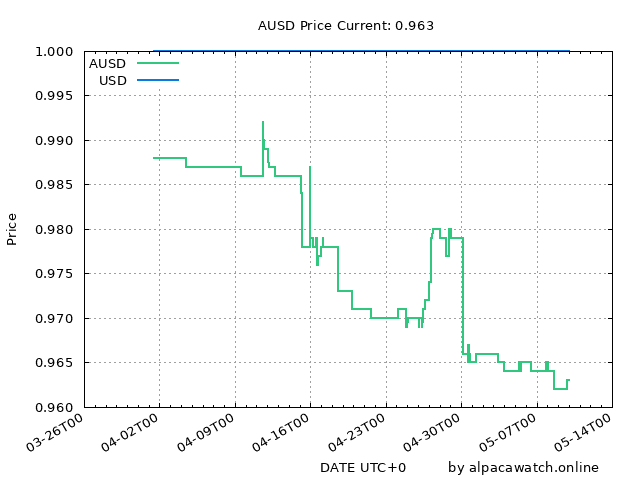 AUSD Price Current: 0.963
1.000
AUSD
USD
0.995
0.990
0.985
0.980
Price
0.975
0.970
0.965
0.960
03-26T00 04-02T00 04-09T00 04-16T00 04-23T00 04-30T00 05-07T00 05-14T00
DATE UTC+0 by alpacawatch.online